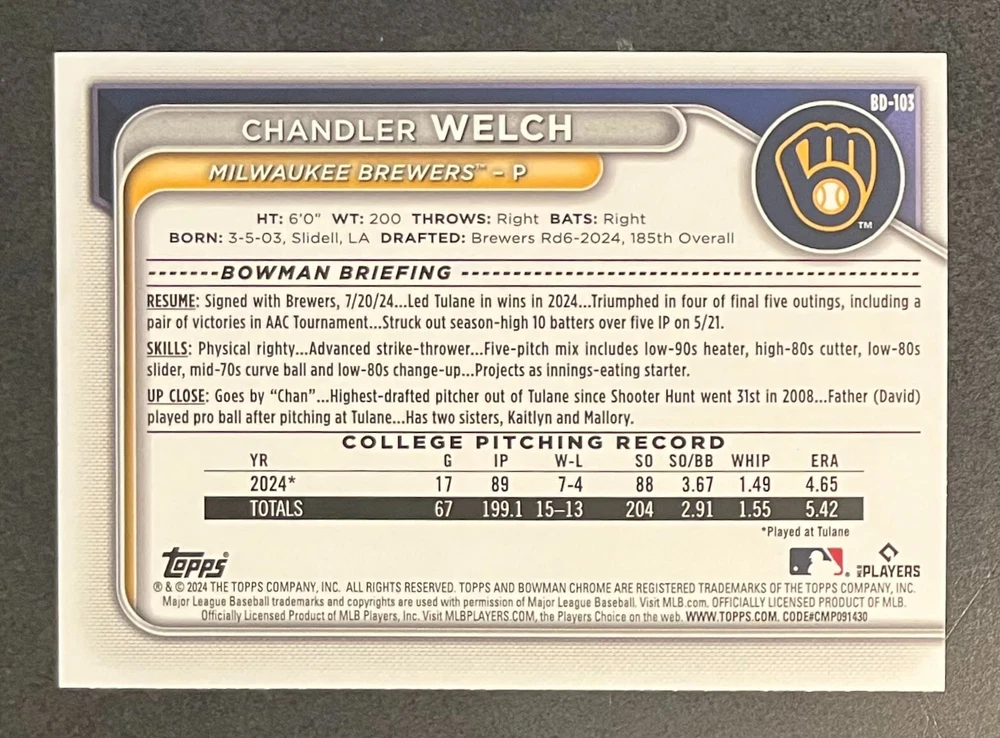 BD-103
CHANDLER WELCH
MILWAUKEE BREWERS™ – P
TM
HT: 6'0" WT: 200 THROWS: Right BATS: Right
BORN: 3-5-03, Slidell, LA DRAFTED: Brewers Rd6-2024, 185th Overall
-------BOWMAN BRIEFING --------
RESUME: Signed with Brewers, 7/20/24...Led Tulane in wins in 2024...Triumphed in four of final five outings, including a
pair of victories in AAC Tournament...Struck out season-high 10 batters over five IP on 5/21.
SKILLS: Physical righty...Advanced strike-thrower...Five-pitch mix includes low-90s heater, high-80s cutter, low-80s
slider, mid-70s curve ball and low-80s change-up...Projects as innings-eating starter.
UP CLOSE: Goes by "Chan"...Highest-drafted pitcher out of Tulane since Shooter Hunt went 31st in 2008...Father (David)
played pro ball after pitching at Tulane...Has two sisters, Kaitlyn and Mallory.
COLLEGE PITCHING RECORD
YR G IP W-L SO SO/BB WHIP ERA
2024* 17 89 7-4 88 3.67 1.49 4.65
TOTALS 67 199.1 15–13 204 2.91 1.55 5.42
*Played at Tulane
Topps® PLAYERS
® & © 2024 THE TOPPS COMPANY, INC. ALL RIGHTS RESERVED. TOPPS AND BOWMAN CHROME ARE REGISTERED TRADEMARKS OF THE TOPPS COMPANY, INC.
Major League Baseball trademarks and copyrights are used with permission of Major League Baseball. Visit MLB.com. OFFICIALLY LICENSED PRODUCT OF MLB.
Officially Licensed Product of MLB Players, Inc. Visit MLBPLAYERS.COM, the Players Choice on the web. WWW.TOPPS.COM. CODE#CMP091430